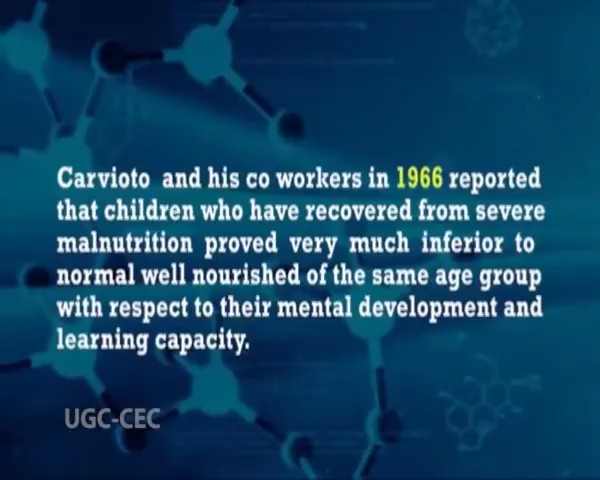 Carvioto and his co workers in 1966 reported
that children who have recovered from severe
malnutrition proved very much inferior to
normal well nourished of the same age group
with respect to their mental development and
learning capacity.
UGC-CEC